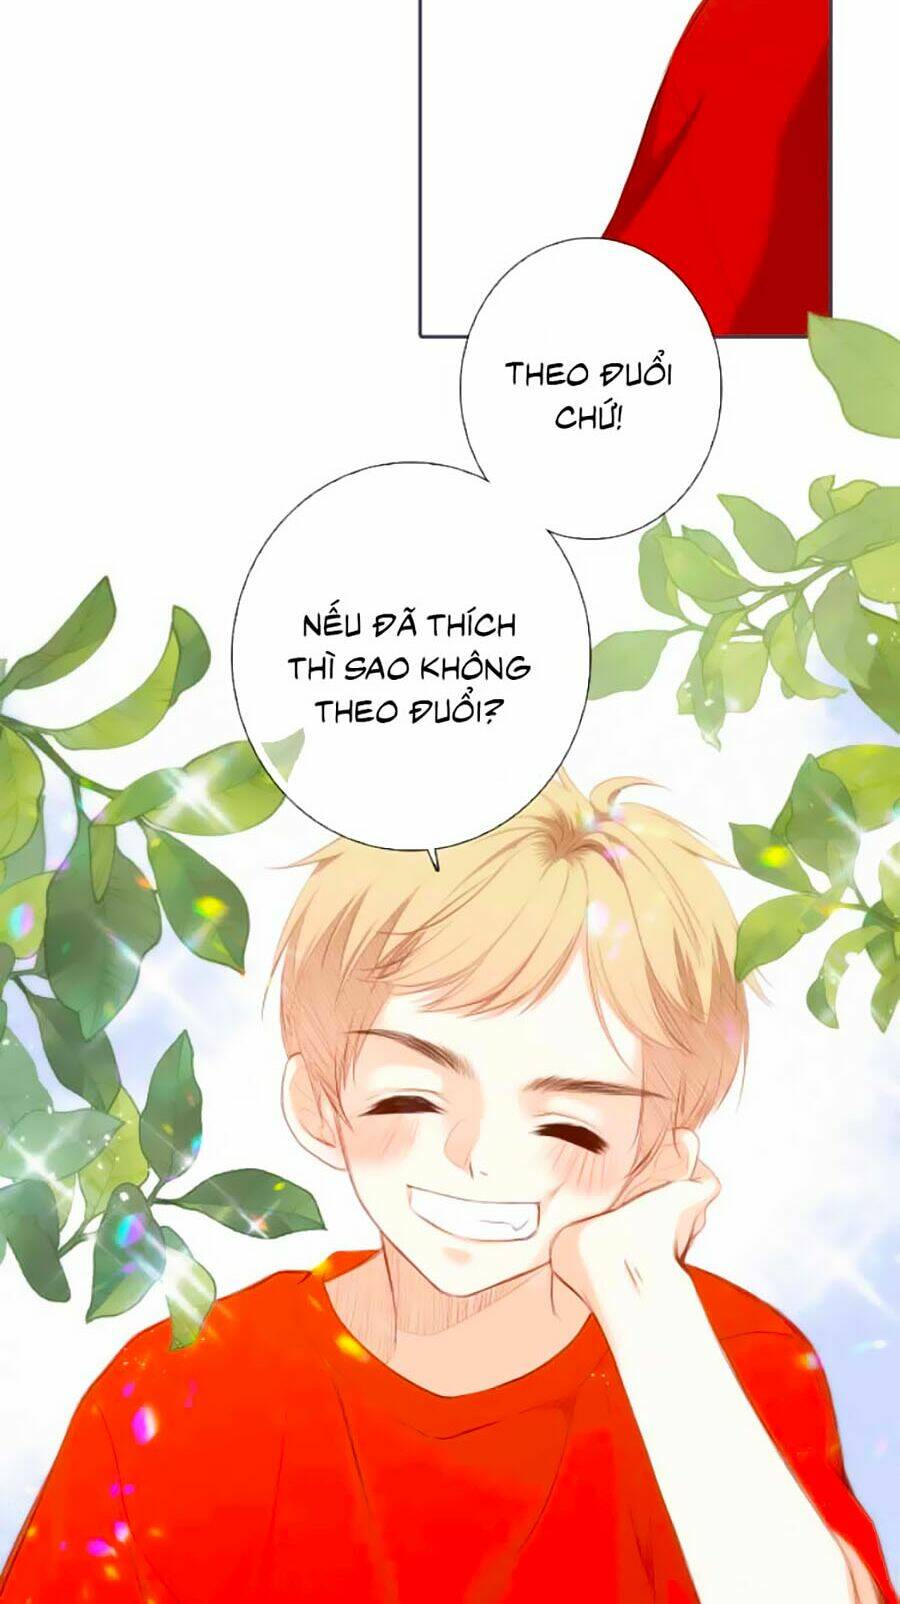 THEO ĐUỔI
CHỨ!
NẾU ĐÃ THÍCH
THÌ SAO KHÔNG
THEO ĐUỔI?